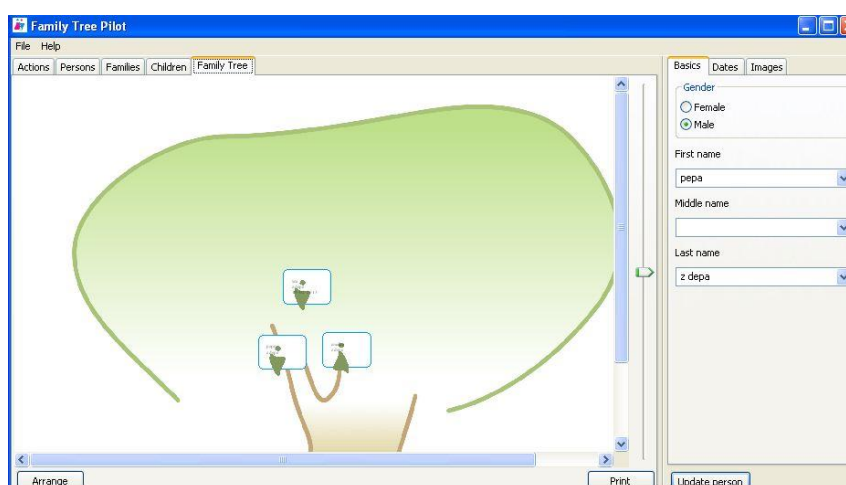 Family Tree Pilot
File Help
Actions Persons Families Children Family Tree
Basics Dates Images
Gender
Female
Male
First name
pepa
Middle name
Last name
z depa
Arrange
Print
Update person